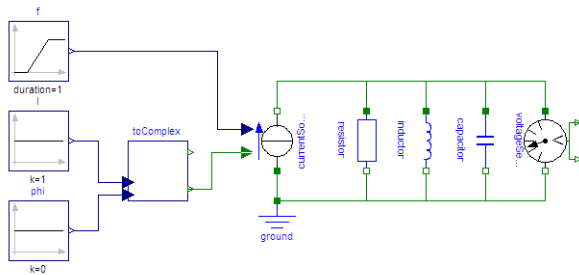 f
duration=1
I
k=1
phi
k=0
toComplex
currentSo...
ground
resistor
inductor
capacitor
voltageSe...
V